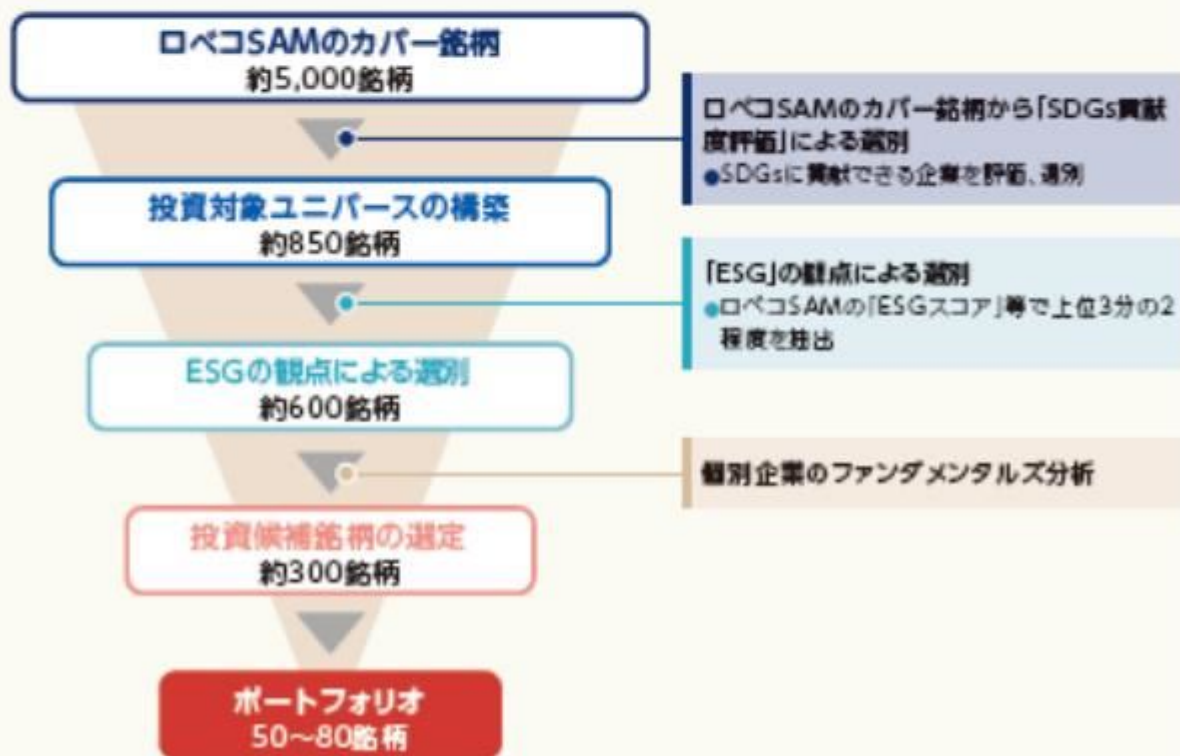 ロベコSAMのカバー銘柄
約5,000銘柄
ロベコSAMのカバー銘柄から「SDGs貢献
度評価」による選別
●SDGsに貢献できる企業を評価、選別
投資対象ユニバースの構築
約850銘柄
「ESG」の観点による選別
●ロベコSAMの「ESGスコア」等で上位3分の2
程度を抽出
ESGの観点による選別
約600銘柄
個別企業のファンダメンタルズ分析
投資候補銘柄の選定
約300銘柄
ポートフォリオ
50～80銘柄